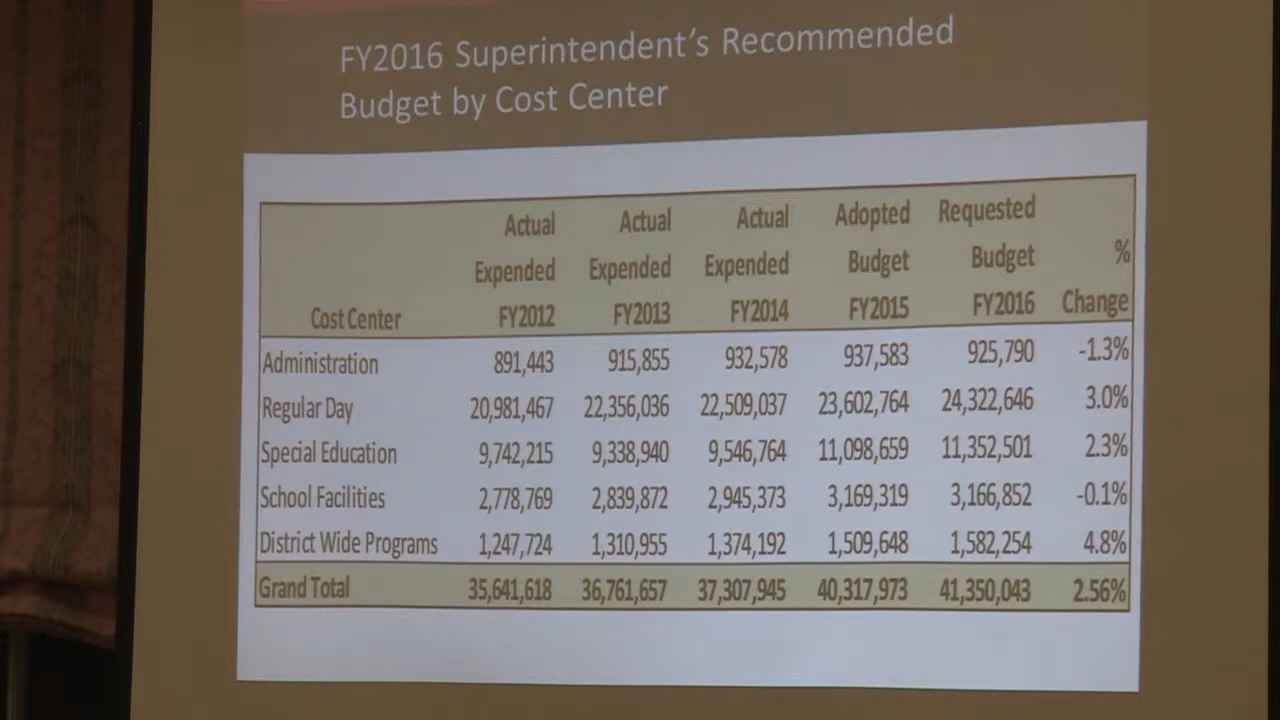 FY2016 Superintendent's Recommended
Budget by Cost Center
Actual Actual Actual Adopted Requested
Expended Expended Expended Budget Budget %
Cost Center FY2012 FY2013 FY2014 FY2015 FY2016 Change
Administration 891,443 915,855 932,578 937,583 925,790 -1.3%
Regular Day 20,981,467 22,356,036 22,509,037 23,602,764 24,322,646 3.0%
Special Education 9,742,215 9,338,940 9,546,764 11,098,659 11,352,501 2.3%
School Facilities 2,778,769 2,839,872 2,945,373 3,169,319 3,166,852 -0.1%
District Wide Programs 1,247,724 1,310,955 1,374,192 1,509,648 1,582,254 4.8%
Grand Total 35,641,618 36,761,657 37,307,945 40,317,973 41,350,043 2.56%